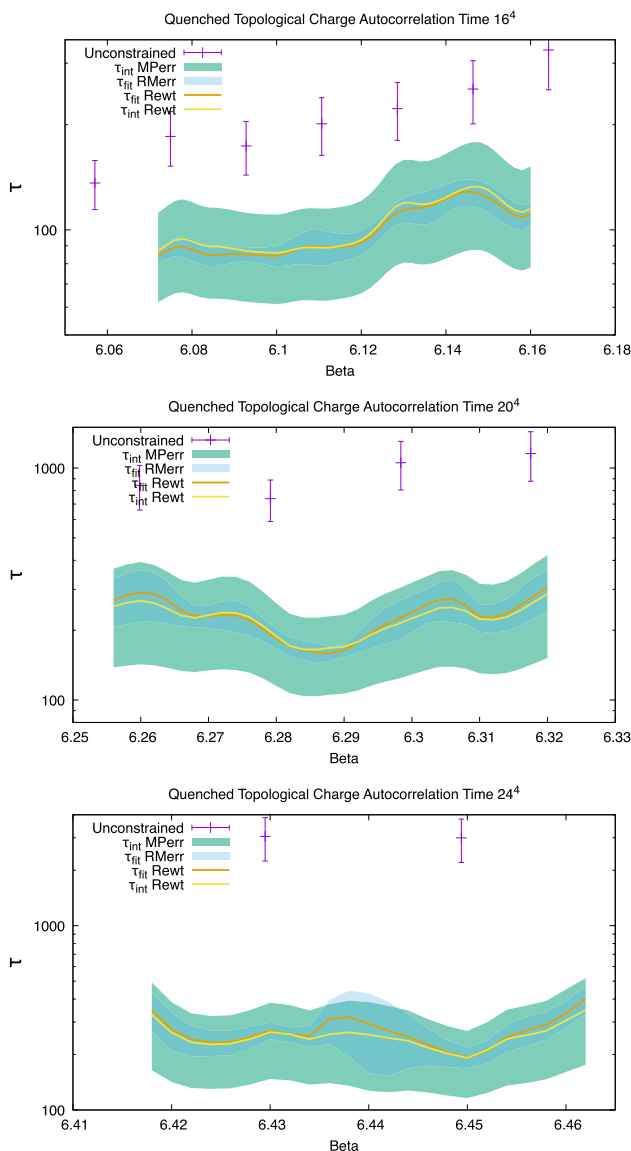 Quenched Topological Charge Autocorrelation Time 16⁴
Unconstrained
τint MPerr
τfit RMerr
τfit Rewt
τint Rewt
τ
100
6.06 6.08 6.1 6.12 6.14 6.16 6.18
Beta
Quenched Topological Charge Autocorrelation Time 20⁴
Unconstrained
τint MPerr
τfit RMerr
τfit Rewt
τint Rewt
1000
τ
100
6.25 6.26 6.27 6.28 6.29 6.3 6.31 6.32 6.33
Beta
Quenched Topological Charge Autocorrelation Time 24⁴
Unconstrained
τint MPerr
τfit RMerr
τfit Rewt
τint Rewt
1000
τ
100
6.41 6.42 6.43 6.44 6.45 6.46
Beta